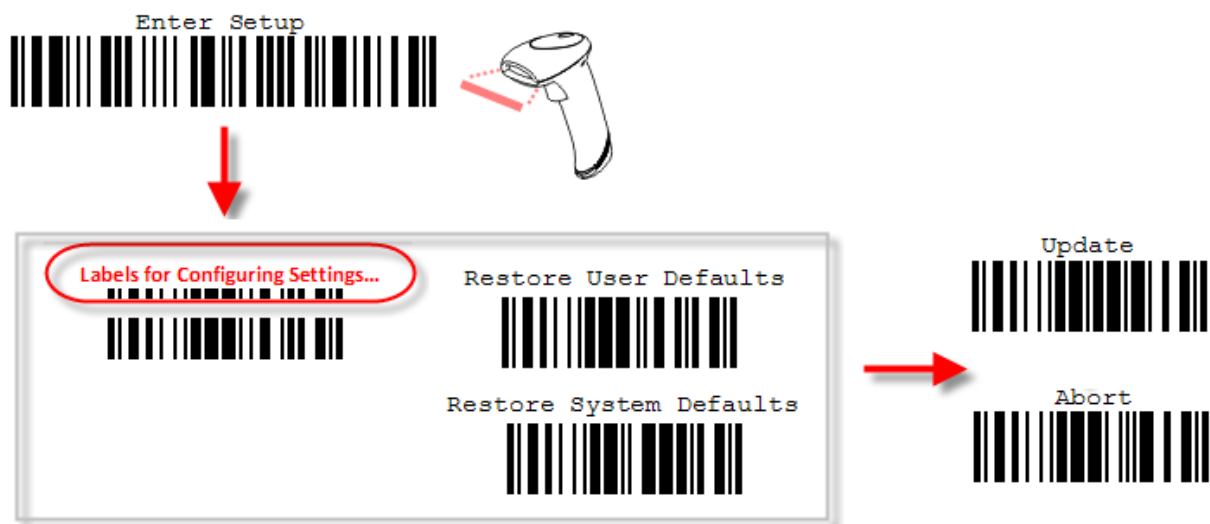 Enter Setup
Labels for Configuring Settings...
Restore User Defaults
Restore System Defaults
Update
Abort